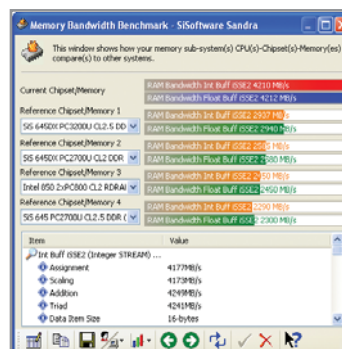 Memory Bandwidth Benchmark - SiSoftware Sandra
This window shows how your memory sub-system(s) CPU(s)-Chipset(s)-Memory(es)
compare(s) to other systems.
Current Chipset/Memory
RAM Bandwidth Int Buff iSSE2 4210 MB/s
RAM Bandwidth Float Buff iSSE2 4212 MB/s
Reference Chipset/Memory 1
RAM Bandwidth Int Buff iSSE2 2937 MB/s
SiS 645DX PC3200U CL2.5 DD
RAM Bandwidth Float Buff iSSE2 2940 MB/s
Reference Chipset/Memory 2
RAM Bandwidth Int Buff iSSE2 2505 MB/s
SiS 645DX PC2700U CL2 DDR
RAM Bandwidth Float Buff iSSE2 2380 MB/s
Reference Chipset/Memory 3
RAM Bandwidth Int Buff iSSE2 MB/s
Intel 850 2xPC800 CL2 RDRAM
RAM Bandwidth Float Buff iSSE2 2450 MB/s
Reference Chipset/Memory 4
RAM Bandwidth Int Buff iSSE2 2290 MB/s
SiS 645 PC2700U CL2.5 DDR (
RAM Bandwidth Float Buff iSSE2 2300 MB/s
Item Value
Int Buff iSSE2 (Integer STREAM) ...
Assignment 4177MB/s
Scaling 4173MB/s
Addition 4249MB/s
Triad 4241MB/s
Data Item Size 16-bytes